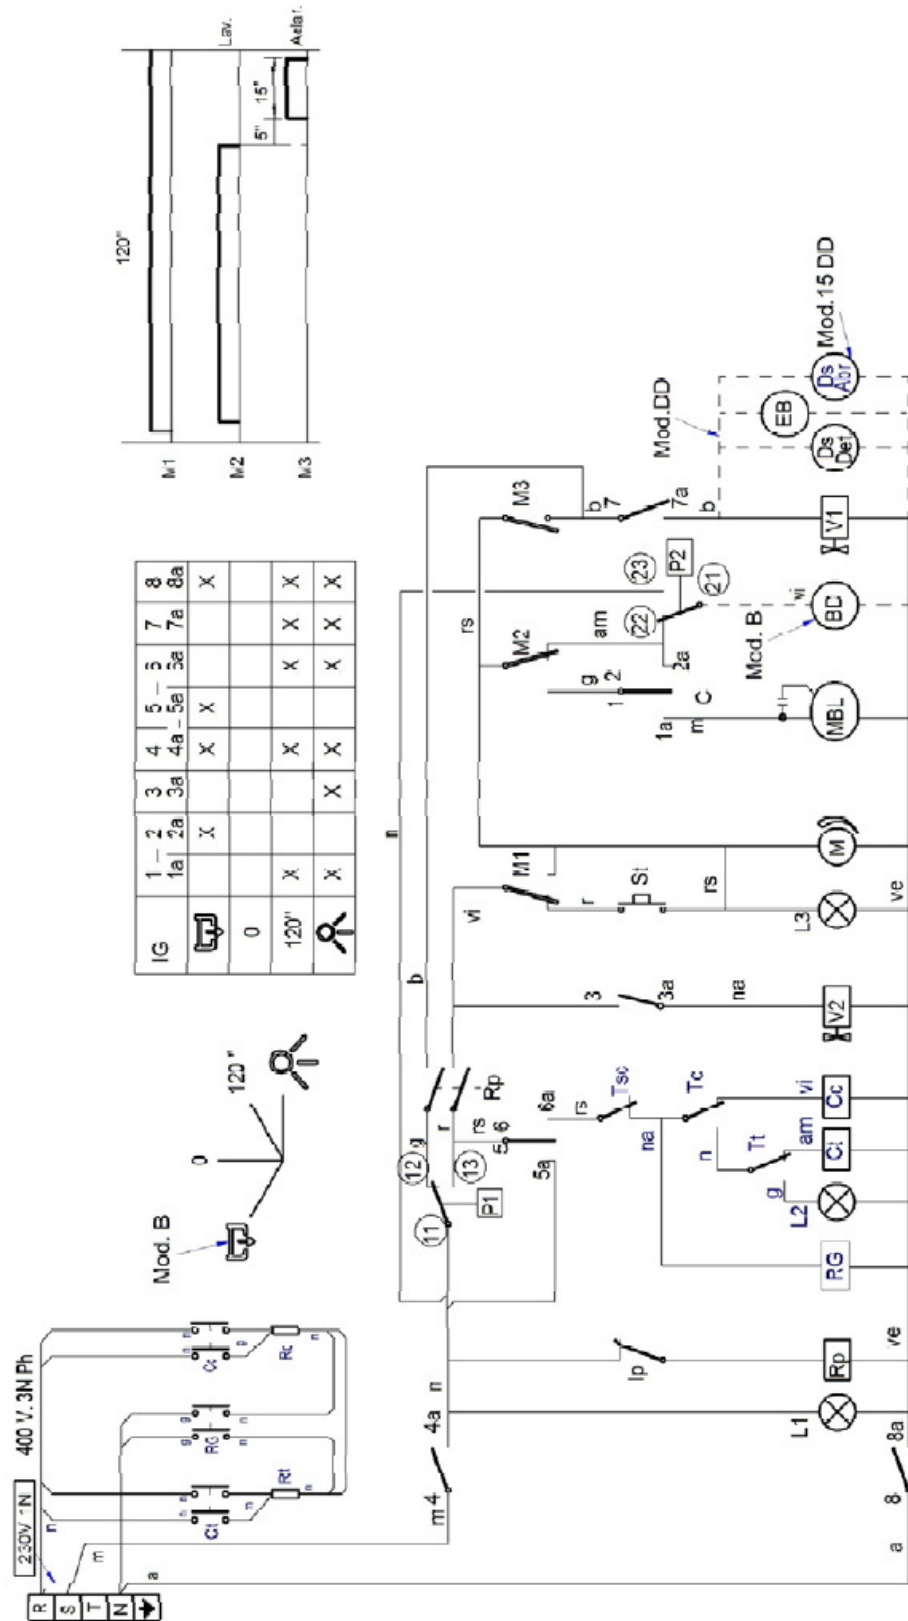 120"
M1
M2
M3
Lav.
Aclar.
5"
15"
IG
1 – 2
1a 2a
3
3a
4
4a
5 – 6
5a 6a
7
7a
8
8a
X X X
0
120"
X X X X X
X X X X X X
Mod. B
0
120"
230V 1N
400 V. 3N Ph
R
S
T
N
n
m
a
Ct
RG
Cc
Rt
Rc
n n g g n n
n n n n g n
m 4
4a
n
11
12
13
P1
g
r
rs
5 6
5a
6a
Rp
b
n
vi
M1
r
St
rs
rs
M2
am
g
1 2
1a
2a
m
C
22
23
21
P2
M3
b
7
7a
b
Mod. B
vi
Mod.DD
Mod.15 DD
Ip
rs
Tsc
na
Tc
n
Tt
am
g
vi
3
3a
na
L1
Rp
RG
L2
Ct
Cc
V2
L3
M
MBL
BD
V1
Ds Det
EB
Ds Abr
a
8
8a
ve
ve